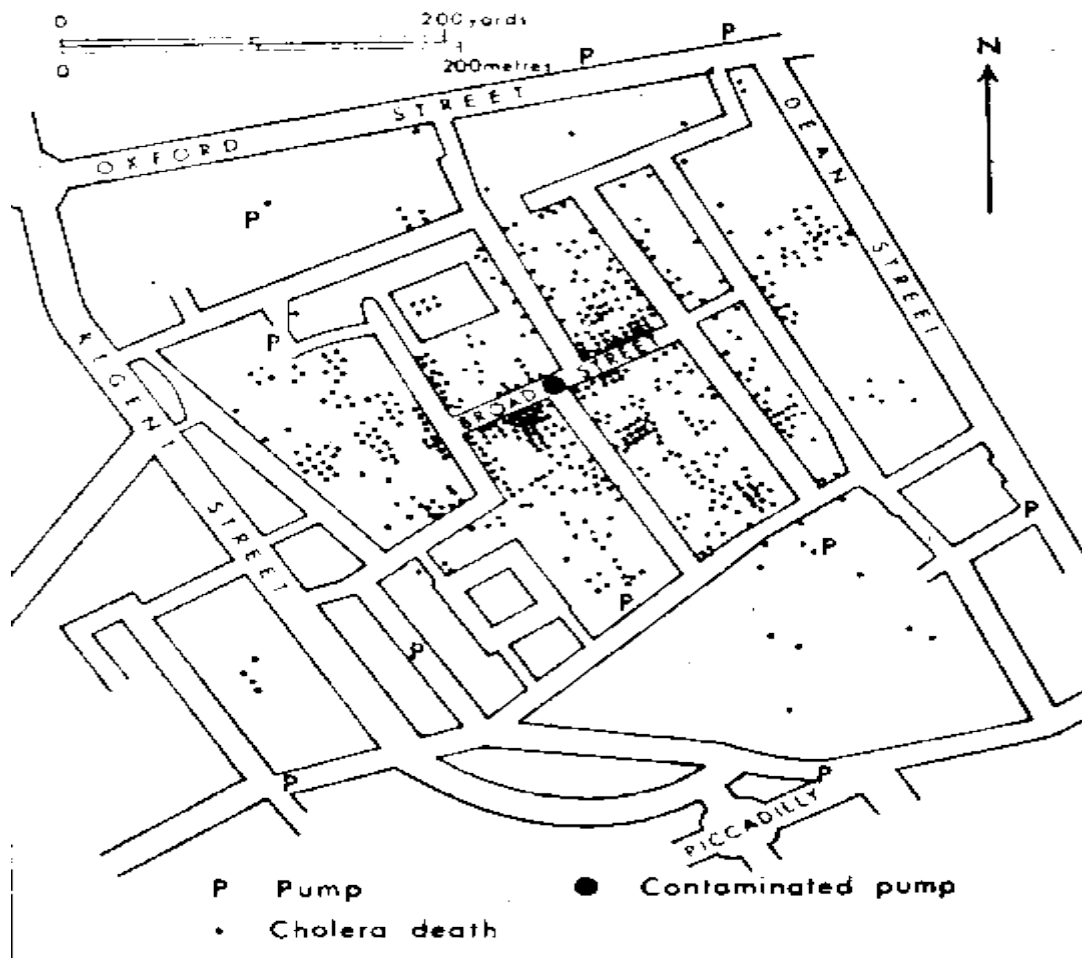 0 200 yards
0 200 metres
N
P
P
OXFORD STREET
DEAN STREET
P
P
REGENT STREET
BROAD STREET
P
P
P
P
P
P
PICCADILLY
P Pump
● Contaminated pump
• Cholera death